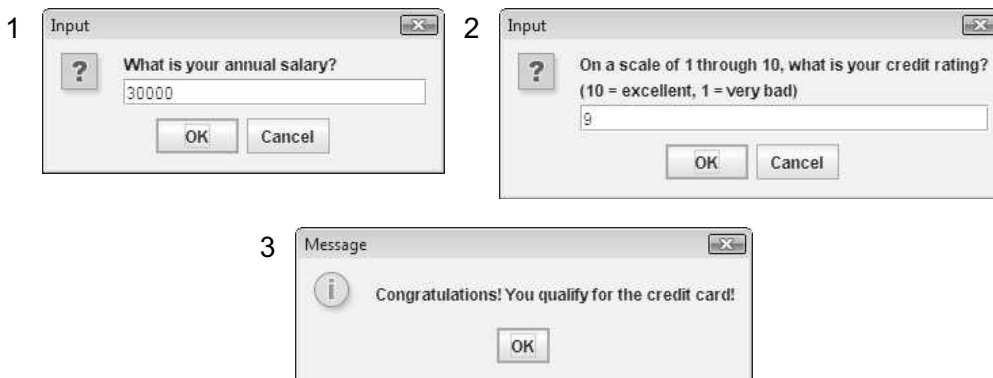 1
Input
What is your annual salary?
30000
OK Cancel
2
Input
On a scale of 1 through 10, what is your credit rating?
(10 = excellent, 1 = very bad)
9
OK Cancel
3
Message
Congratulations! You qualify for the credit card!
OK